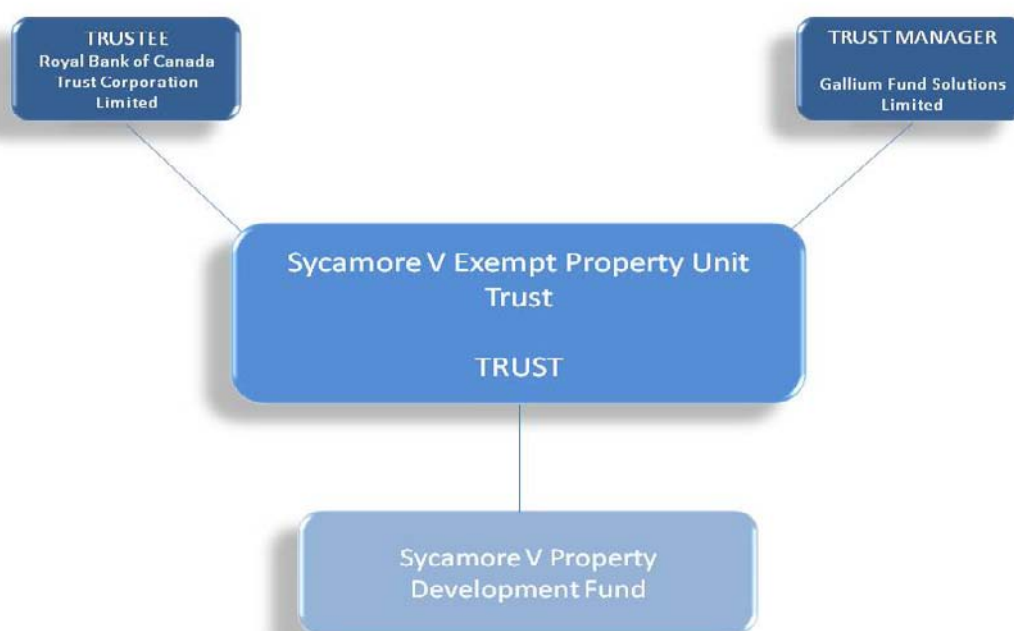 TRUSTEE
Royal Bank of Canada
Trust Corporation
Limited
TRUST MANAGER
Gallium Fund Solutions
Limited
Sycamore V Exempt Property Unit
Trust
TRUST
Sycamore V Property
Development Fund